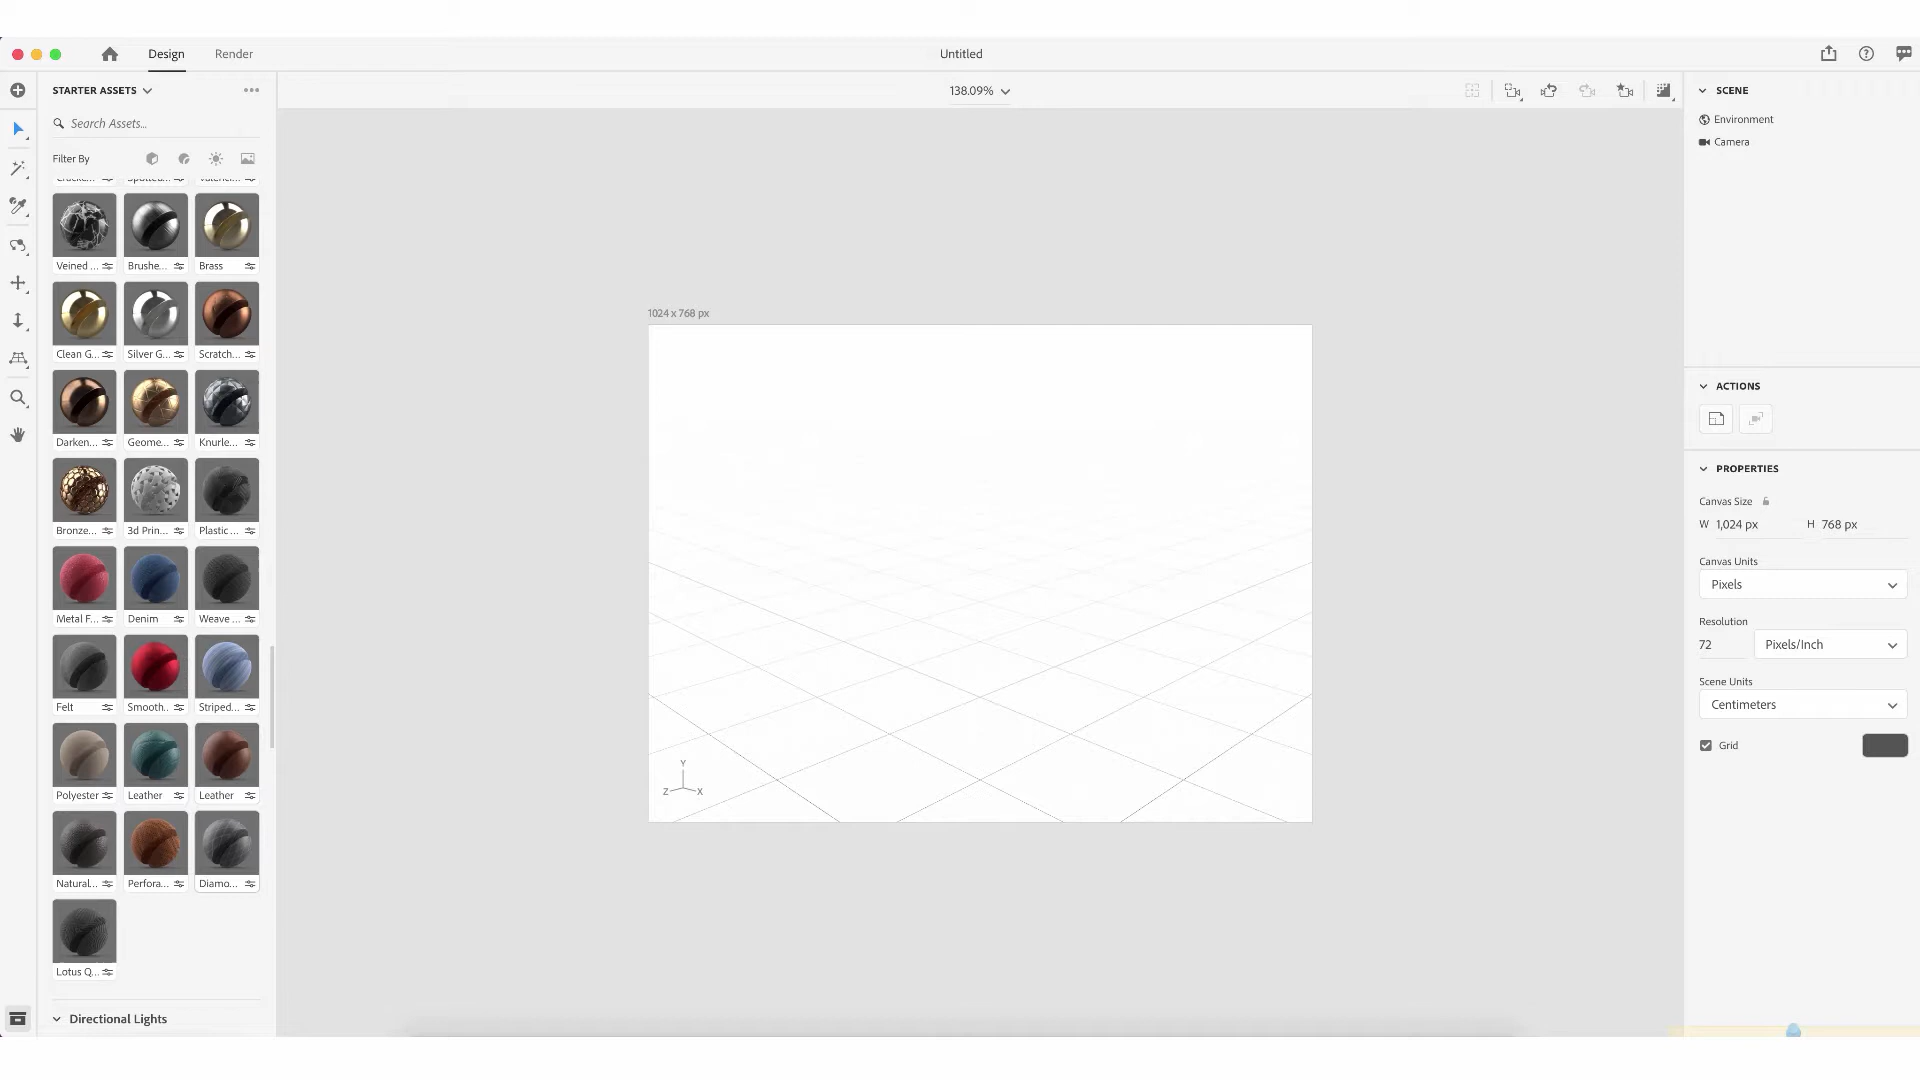 Design
Render
Untitled
STARTER ASSETS
138.09%
Search Assets...
Filter By
Veined ...
Brushe...
Brass
Clean G...
Silver G...
Scratch...
Darken...
Geome...
Knurle...
Bronze...
3d Prin...
Plastic ...
Metal F...
Denim
Weave ...
Felt
Smooth..
Striped...
Polyester
Leather
Leather
Natural...
Perfora...
Diamo...
Lotus Q...
Directional Lights
1024 x 768 px
Y
Z
X
SCENE
Environment
Camera
ACTIONS
PROPERTIES
Canvas Size
W 1,024 px H 768 px
Canvas Units
Pixels
Resolution
72 Pixels/Inch
Scene Units
Centimeters
Grid